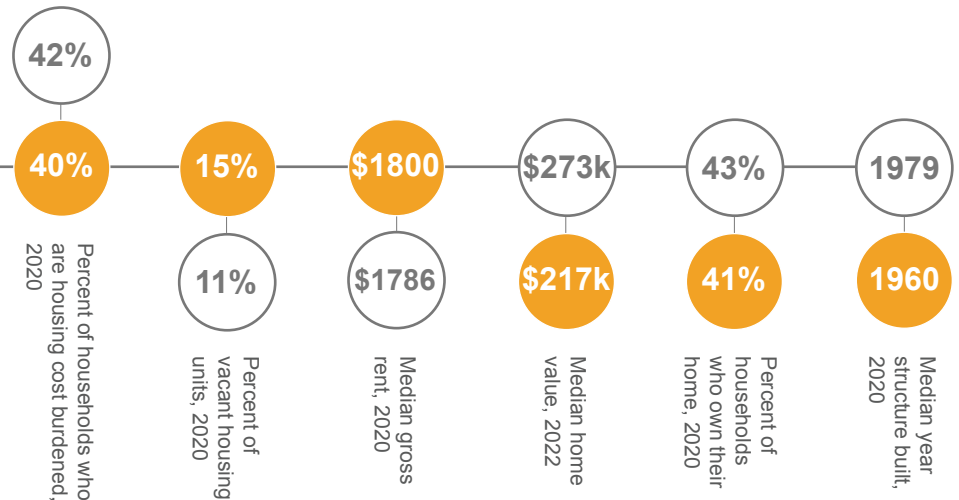 42%
40%
Percent of households who
are housing cost burdened,
2020
15%
11%
Percent of
vacant housing
units, 2020
$1800
$1786
Median gross
rent, 2020
$273k
$217k
Median home
value, 2022
43%
41%
Percent of
households
who own their
home, 2020
1979
1960
Median year
structure built,
2020